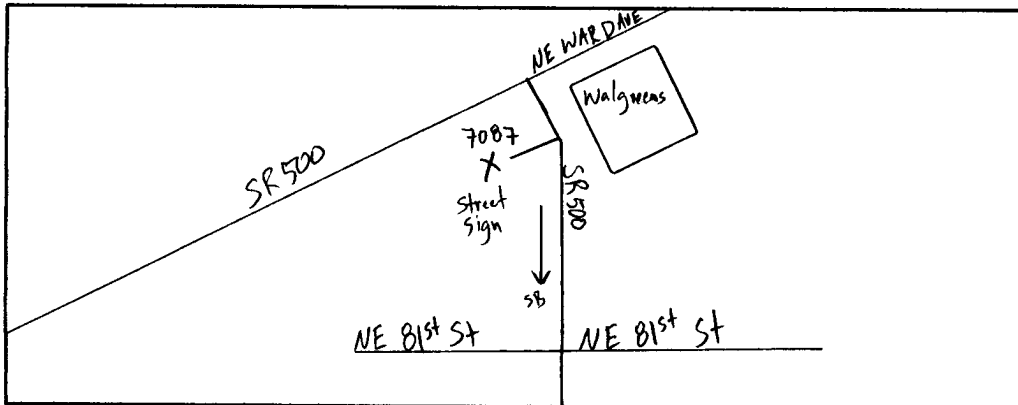 NE WARD AVE
Walgreens
7087
X
SR 500
Street
Sign
SR 500
SB
NE 81st St
NE 81st St